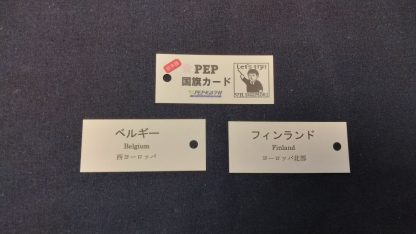 PEP
国旗カード
Let's try!
ベルギー
Belgium
西ヨーロッパ
フィンランド
Finland
ヨーロッパ北部